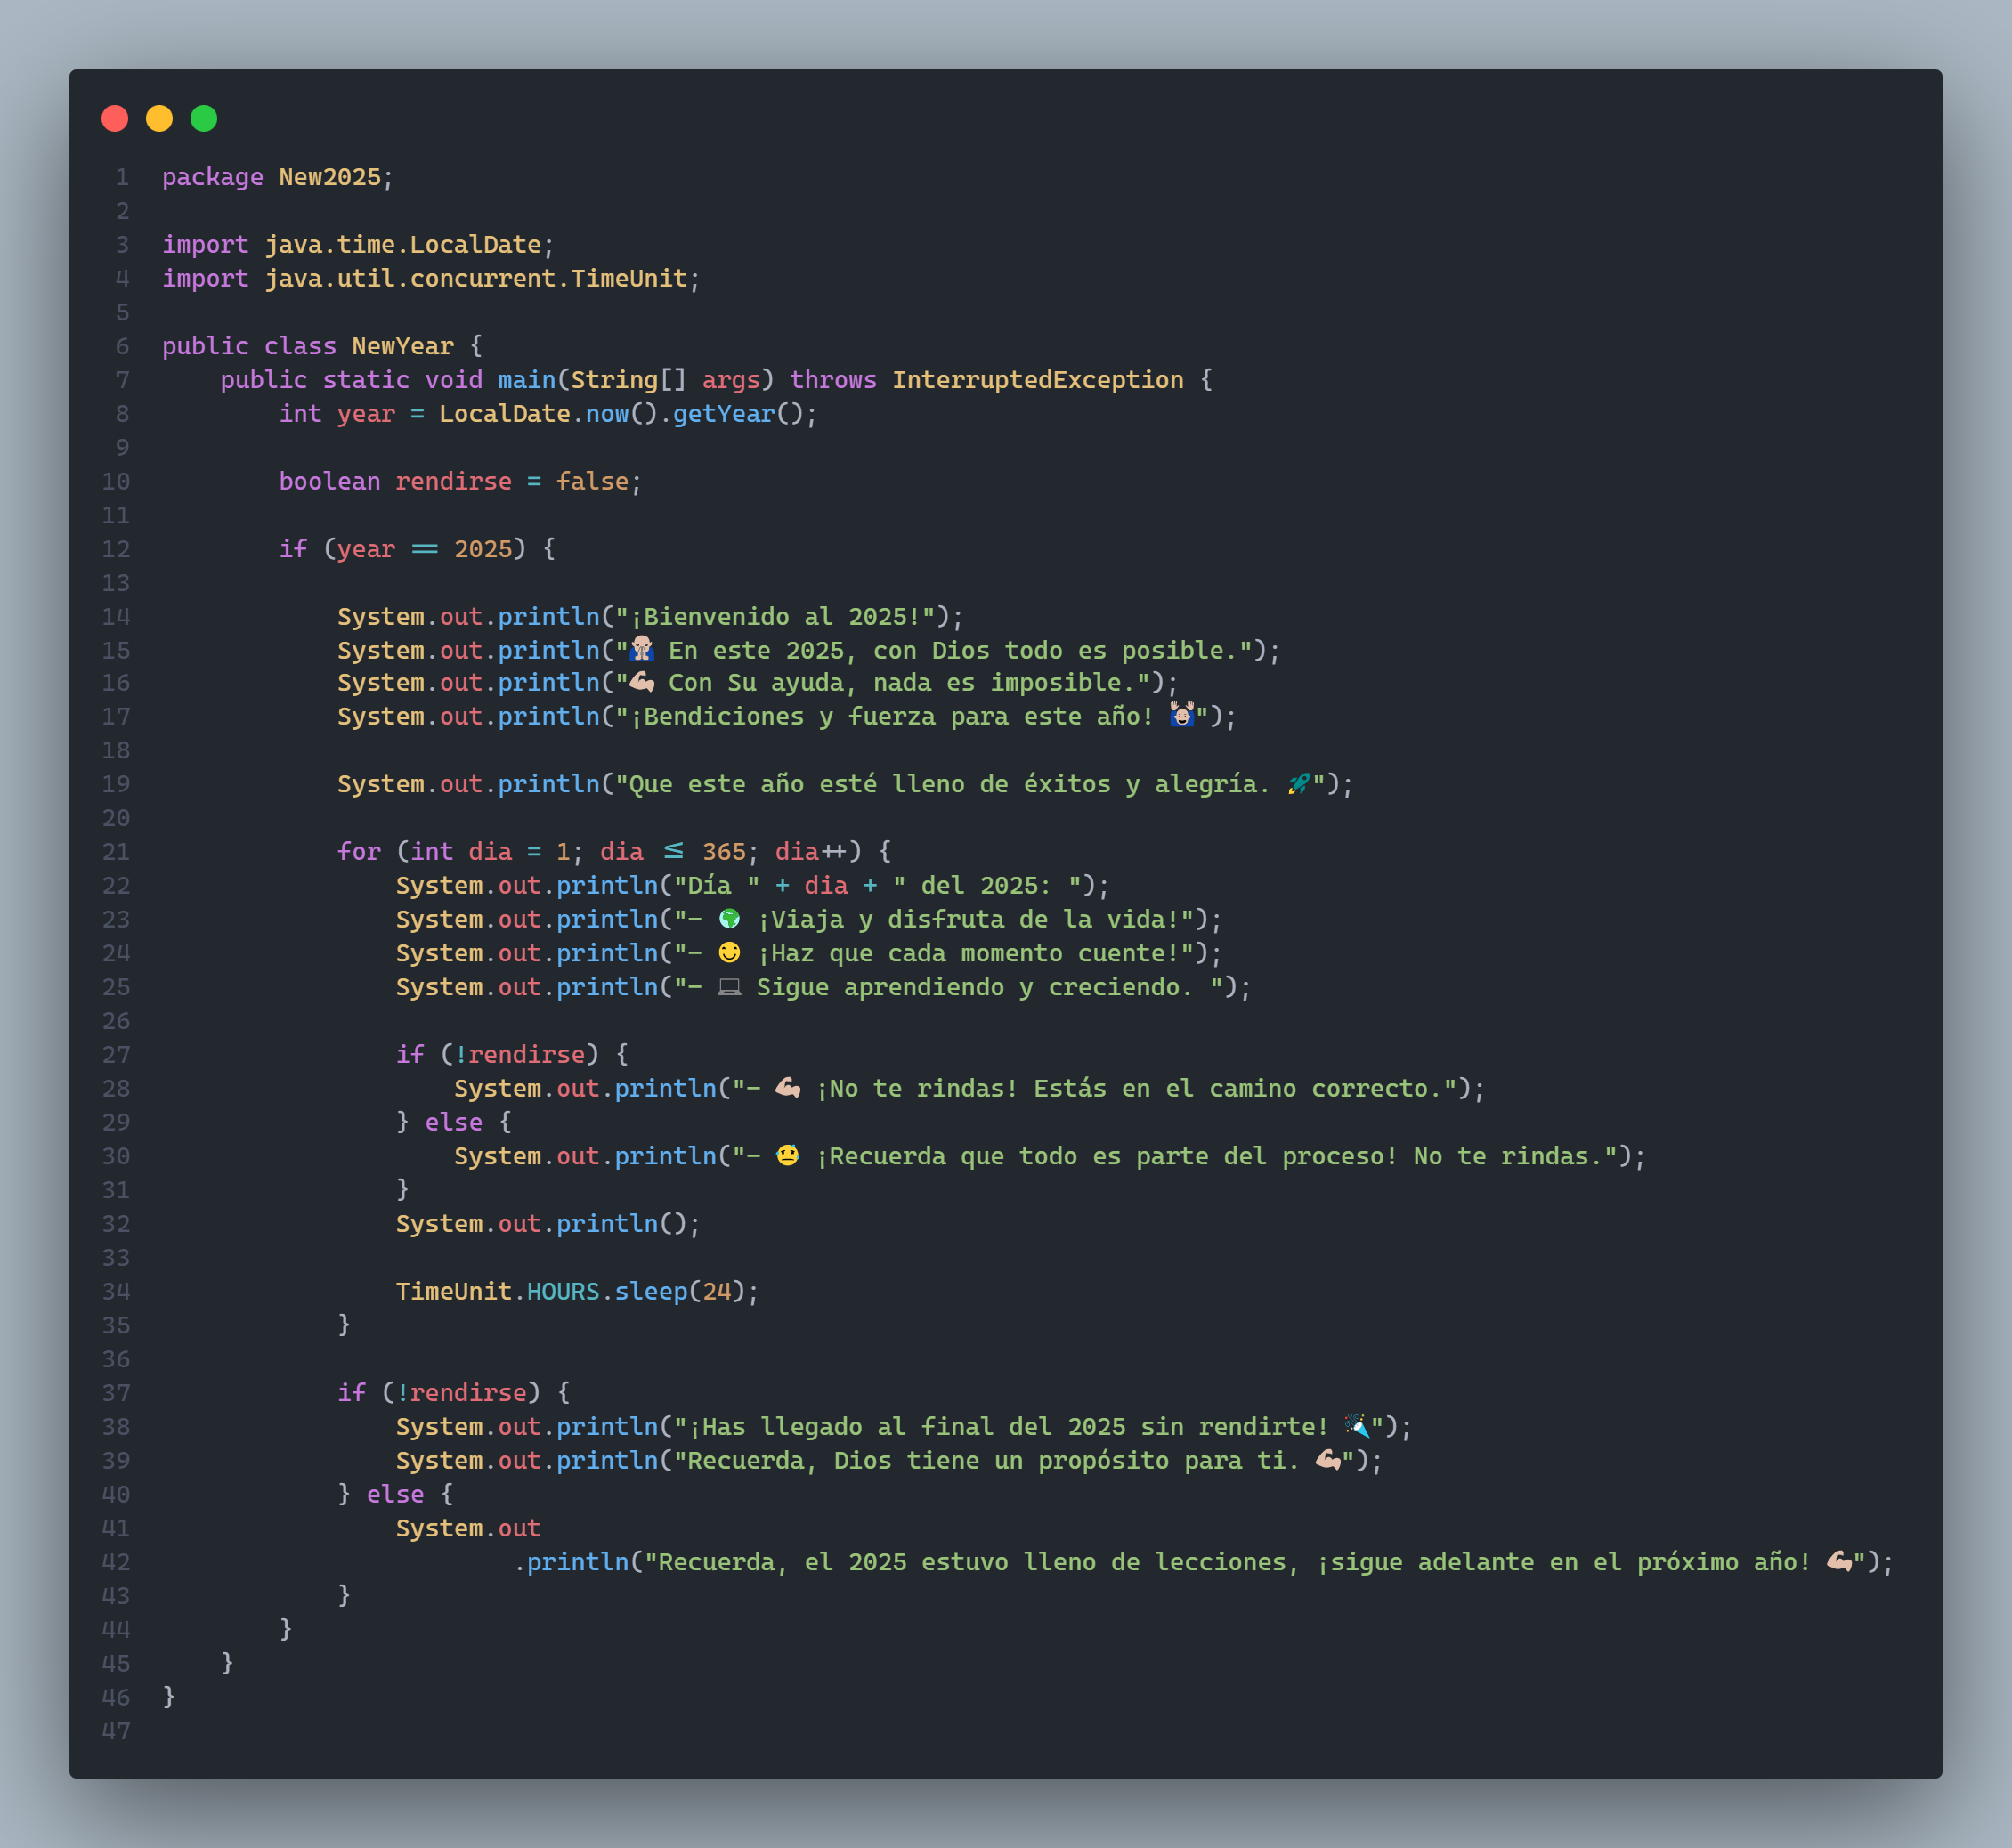 1 package New2025;
2
3 import java.time.LocalDate;
4 import java.util.concurrent.TimeUnit;
5
6 public class NewYear {
7     public static void main(String[] args) throws InterruptedException {
8         int year = LocalDate.now().getYear();
9
10         boolean rendirse = false;
11
12         if (year == 2025) {
13
14             System.out.println("¡Bienvenido al 2025!");
15             System.out.println("🙏🏻 En este 2025, con Dios todo es posible.");
16             System.out.println("💪🏻 Con Su ayuda, nada es imposible.");
17             System.out.println("¡Bendiciones y fuerza para este año! 🙌🏻");
18
19             System.out.println("Que este año esté lleno de éxitos y alegría. 🚀");
20
21             for (int dia = 1; dia <= 365; dia++) {
22                 System.out.println("Día " + dia + " del 2025: ");
23                 System.out.println("- 🌍 ¡Viaja y disfruta de la vida!");
24                 System.out.println("- 😊 ¡Haz que cada momento cuente!");
25                 System.out.println("- 💻 Sigue aprendiendo y creciendo. ");
26
27                 if (!rendirse) {
28                     System.out.println("- 💪🏻 ¡No te rindas! Estás en el camino correcto.");
29                 } else {
30                     System.out.println("- 😓 ¡Recuerda que todo es parte del proceso! No te rindas.");
31                 }
32                 System.out.println();
33
34                 TimeUnit.HOURS.sleep(24);
35             }
36
37             if (!rendirse) {
38                 System.out.println("¡Has llegado al final del 2025 sin rendirte! 🎉");
39                 System.out.println("Recuerda, Dios tiene un propósito para ti. 💪🏻");
40             } else {
41                 System.out
42                         .println("Recuerda, el 2025 estuvo lleno de lecciones, ¡sigue adelante en el próximo año! 💪🏻");
43             }
44         }
45     }
46 }
47